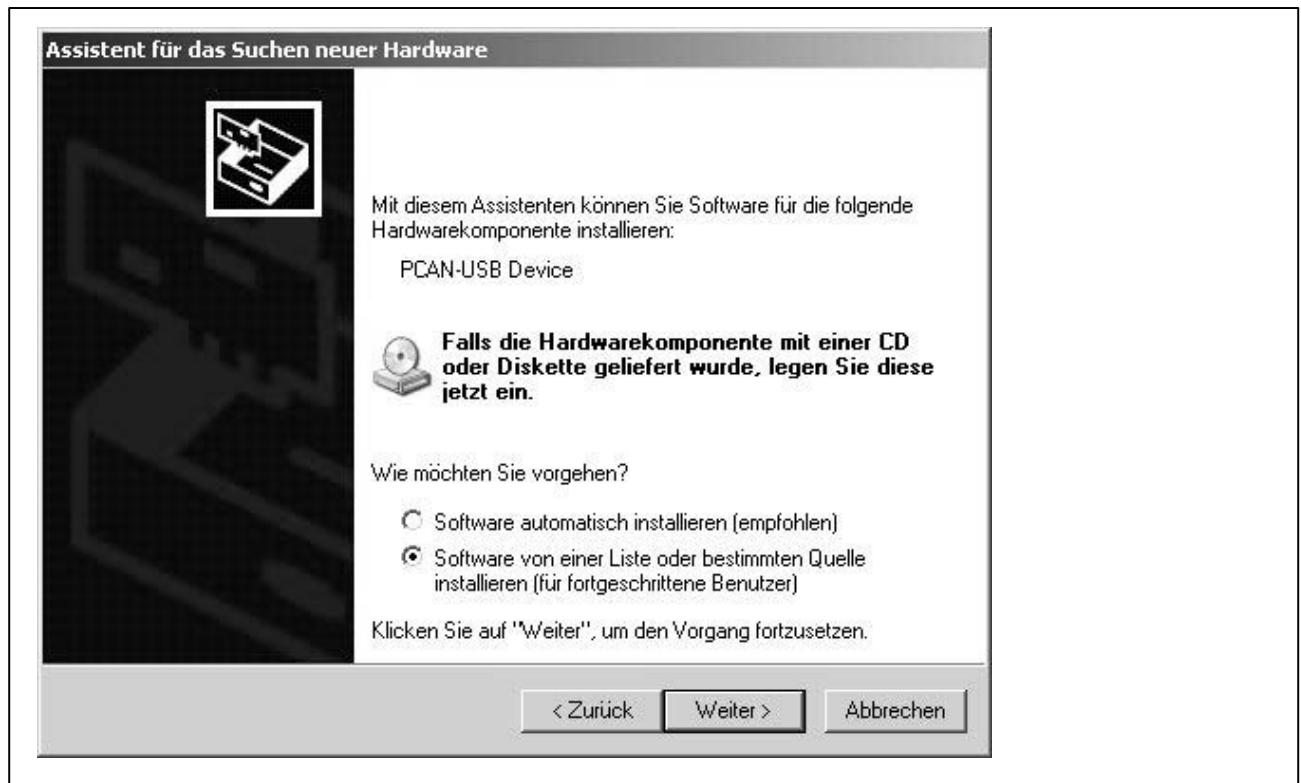 Assistent für das Suchen neuer Hardware
Mit diesem Assistenten können Sie Software für die folgende
Hardwarekomponente installieren:
PCAN-USB Device
Falls die Hardwarekomponente mit einer CD
oder Diskette geliefert wurde, legen Sie diese
jetzt ein.
Wie möchten Sie vorgehen?
Software automatisch installieren (empfohlen)
Software von einer Liste oder bestimmten Quelle
installieren (für fortgeschrittene Benutzer)
Klicken Sie auf "Weiter", um den Vorgang fortzusetzen.
< Zurück Weiter > Abbrechen